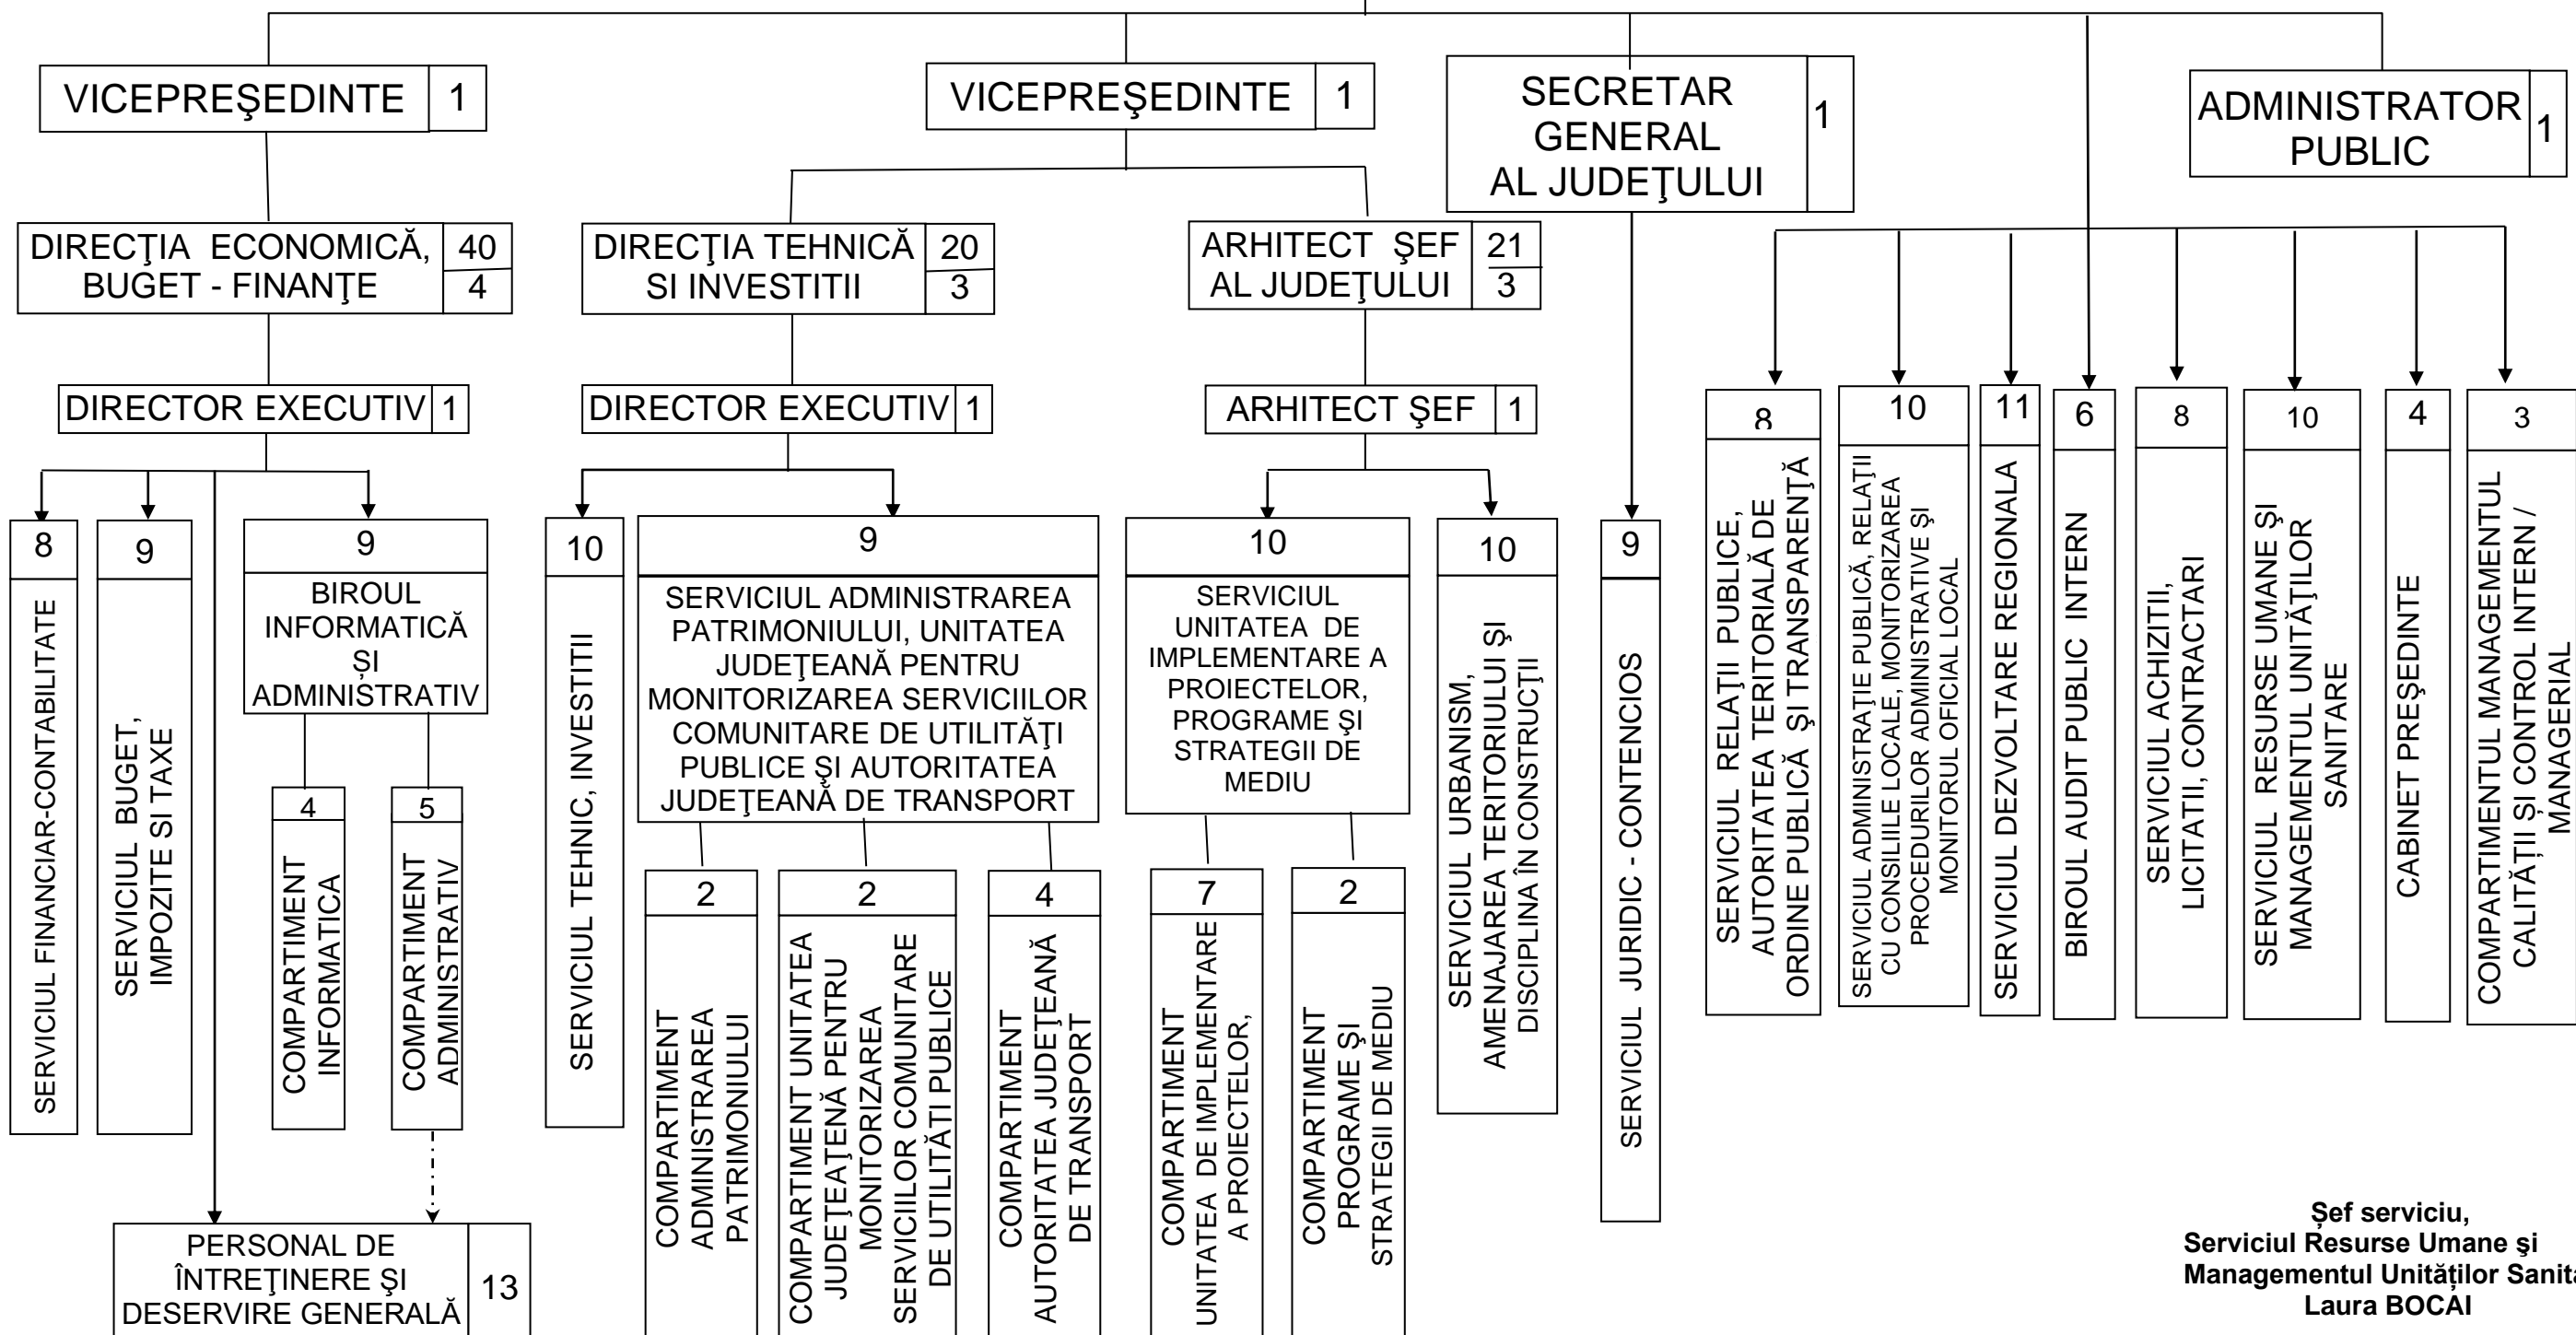 VICEPREŞEDINTE 1
VICEPREŞEDINTE 1
SECRETAR
GENERAL
AL JUDEŢULUI
1
ADMINISTRATOR
PUBLIC
1
DIRECŢIA ECONOMICĂ,
BUGET - FINANŢE
40
4
DIRECŢIA TEHNICĂ
SI INVESTITII
20
3
ARHITECT ŞEF
AL JUDEŢULUI
21
3
DIRECTOR EXECUTIV 1
DIRECTOR EXECUTIV 1
ARHITECT ŞEF 1
8
SERVICIUL RELAŢII PUBLICE,
AUTORITATEA TERITORIALĂ DE
ORDINE PUBLICĂ ŞI TRANSPARENŢĂ
10
SERVICIUL ADMINISTRAŢIE PUBLICĂ, RELAŢII
CU CONSILIILE LOCALE, MONITORIZAREA
PROCEDURILOR ADMINISTRATIVE ŞI
MONITORUL OFICIAL LOCAL
11
SERVICIUL DEZVOLTARE REGIONALA
6
BIROUL AUDIT PUBLIC INTERN
8
SERVICIUL ACHIZITII,
LICITATII, CONTRACTARI
10
SERVICIUL RESURSE UMANE ŞI
MANAGEMENTUL UNITĂŢILOR
SANITARE
4
CABINET PREŞEDINTE
3
COMPARTIMENTUL MANAGEMENTUL
CALITĂȚII ȘI CONTROL INTERN /
MANAGERIAL
8
SERVICIUL FINANCIAR-CONTABILITATE
9
SERVICIUL BUGET,
IMPOZITE SI TAXE
9
BIROUL
INFORMATICĂ
ȘI
ADMINISTRATIV
4
COMPARTIMENT
INFORMATICA
5
COMPARTIMENT
ADMINISTRATIV
10
SERVICIUL TEHNIC, INVESTITII
9
SERVICIUL ADMINISTRAREA
PATRIMONIULUI, UNITATEA
JUDEŢEANĂ PENTRU
MONITORIZAREA SERVICIILOR
COMUNITARE DE UTILITĂŢI
PUBLICE ŞI AUTORITATEA
JUDEŢEANĂ DE TRANSPORT
2
COMPARTIMENT
ADMINISTRAREA
PATRIMONIULUI
2
COMPARTIMENT UNITATEA
JUDEŢEAŢENĂ PENTRU
MONITORIZAREA
SERVICIILOR COMUNITARE
DE UTILITĂŢI PUBLICE
4
COMPARTIMENT
AUTORITATEA JUDEŢEANĂ
DE TRANSPORT
10
SERVICIUL
UNITATEA DE
IMPLEMENTARE A
PROIECTELOR,
PROGRAME ŞI
STRATEGII DE
MEDIU
7
COMPARTIMENT
UNITATEA DE IMPLEMENTARE
A PROIECTELOR,
2
COMPARTIMENT
PROGRAME ŞI
STRATEGII DE MEDIU
10
SERVICIUL URBANISM,
AMENAJAREA TERITORIULUI ŞI
DISCIPLINA ÎN CONSTRUCŢII
9
SERVICIUL JURIDIC - CONTENCIOS
PERSONAL DE
ÎNTREŢINERE ŞI
DESERVIRE GENERALĂ
13
Șef serviciu,
Serviciul Resurse Umane şi
Managementul Unităților Sanita
Laura BOCAI